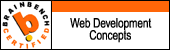 BRAINBENCH
CERTIFIED
b
Web Development
Concepts